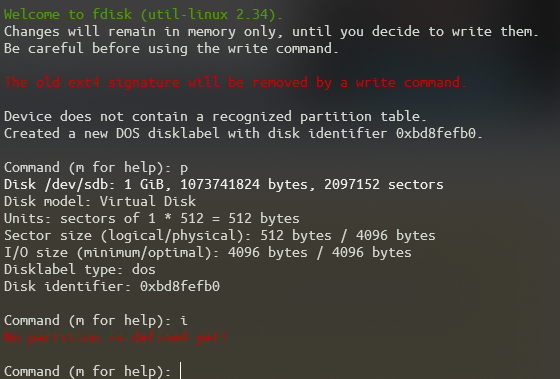 Welcome to fdisk (util-linux 2.34).
Changes will remain in memory only, until you decide to write them.
Be careful before using the write command.
The old ext4 signature will be removed by a write command.
Device does not contain a recognized partition table.
Created a new DOS disklabel with disk identifier 0xbd8fefb0.
Command (m for help): p
Disk /dev/sdb: 1 GiB, 1073741824 bytes, 2097152 sectors
Disk model: Virtual Disk
Units: sectors of 1 * 512 = 512 bytes
Sector size (logical/physical): 512 bytes / 4096 bytes
I/O size (minimum/optimal): 4096 bytes / 4096 bytes
Disklabel type: dos
Disk identifier: 0xbd8fefb0
Command (m for help): i
No partition is defined yet!
Command (m for help):